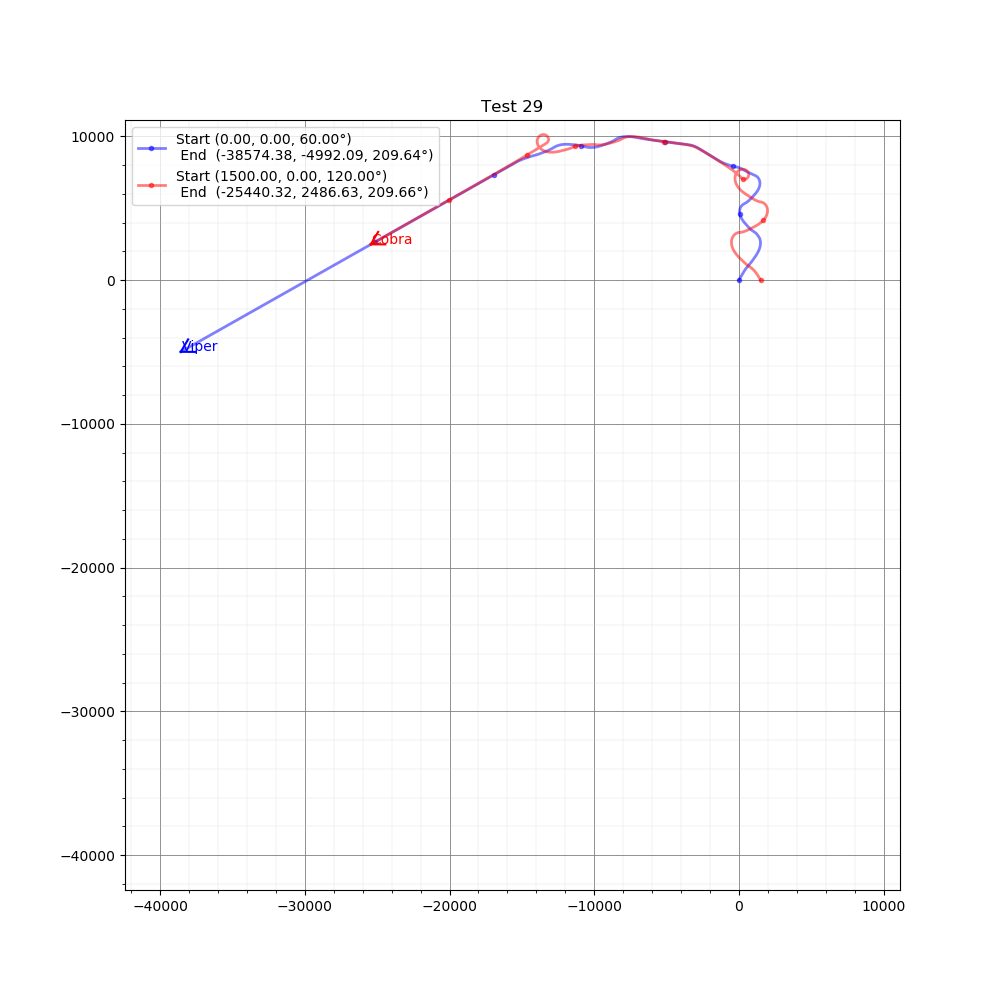 Test 29
10000
0
−10000
−20000
−30000
−40000
Start (0.00, 0.00, 60.00°)
End (-38574.38, -4992.09, 209.64°)
Start (1500.00, 0.00, 120.00°)
End (-25440.32, 2486.63, 209.66°)
Cobra
Viper
−40000
−30000
−20000
−10000
0
10000